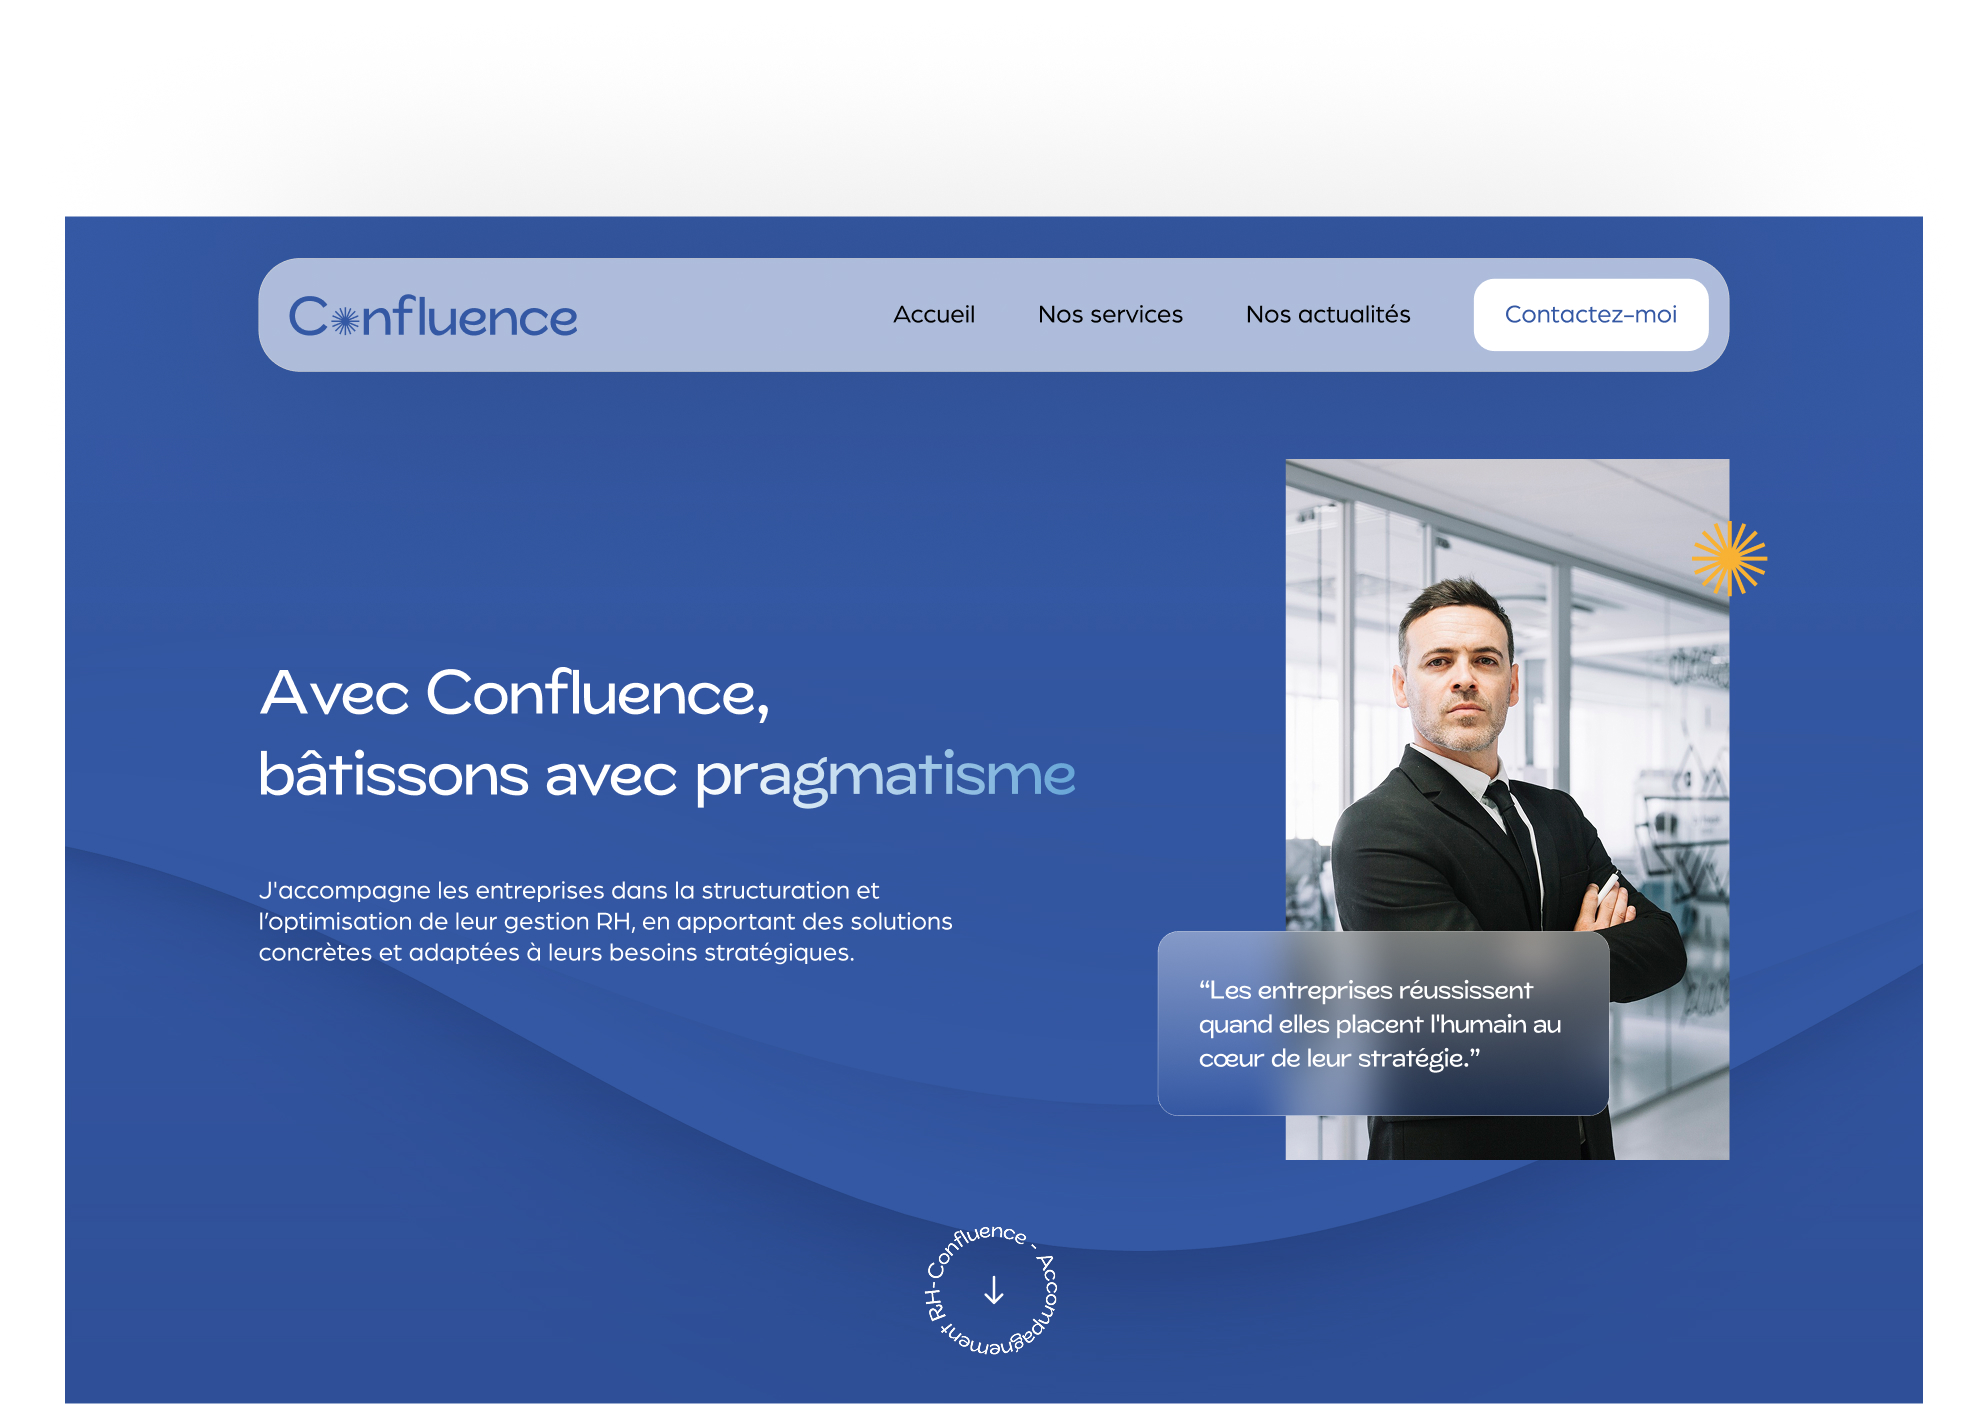 Confluence
Accueil
Nos services
Nos actualités
Contactez-moi
Avec Confluence,
bâtissons avec pragmatisme
J'accompagne les entreprises dans la structuration et
l’optimisation de leur gestion RH, en apportant des solutions
concrètes et adaptées à leurs besoins stratégiques.
“Les entreprises réussissent
quand elles placent l'humain au
cœur de leur stratégie.”
Confluence - Accompagnement RH-